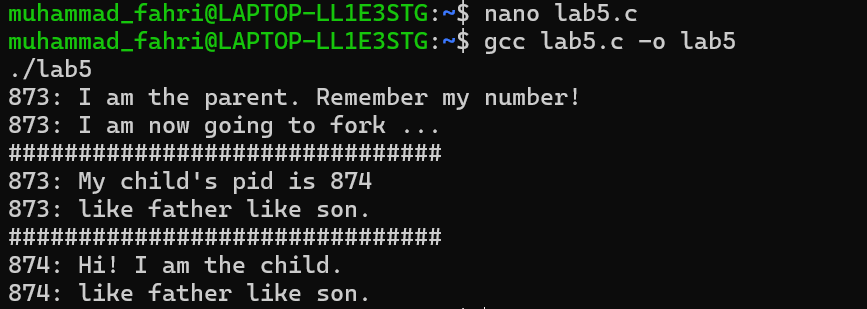 muhammad_fahri@LAPTOP-LL1E3STG:~$ nano lab5.c
muhammad_fahri@LAPTOP-LL1E3STG:~$ gcc lab5.c -o lab5
./lab5
873: I am the parent. Remember my number!
873: I am now going to fork ...
###############################
873: My child's pid is 874
873: like father like son.
###############################
874: Hi! I am the child.
874: like father like son.